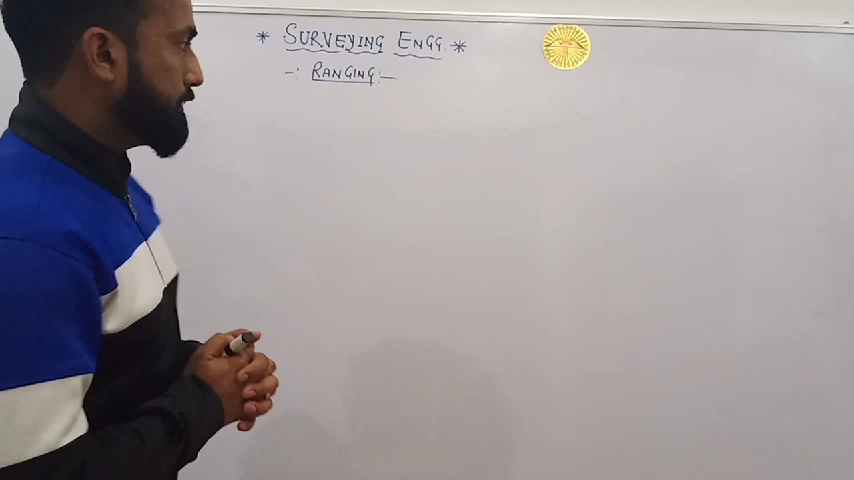 * SURVEYING ENGG. *
-: RANGING :-